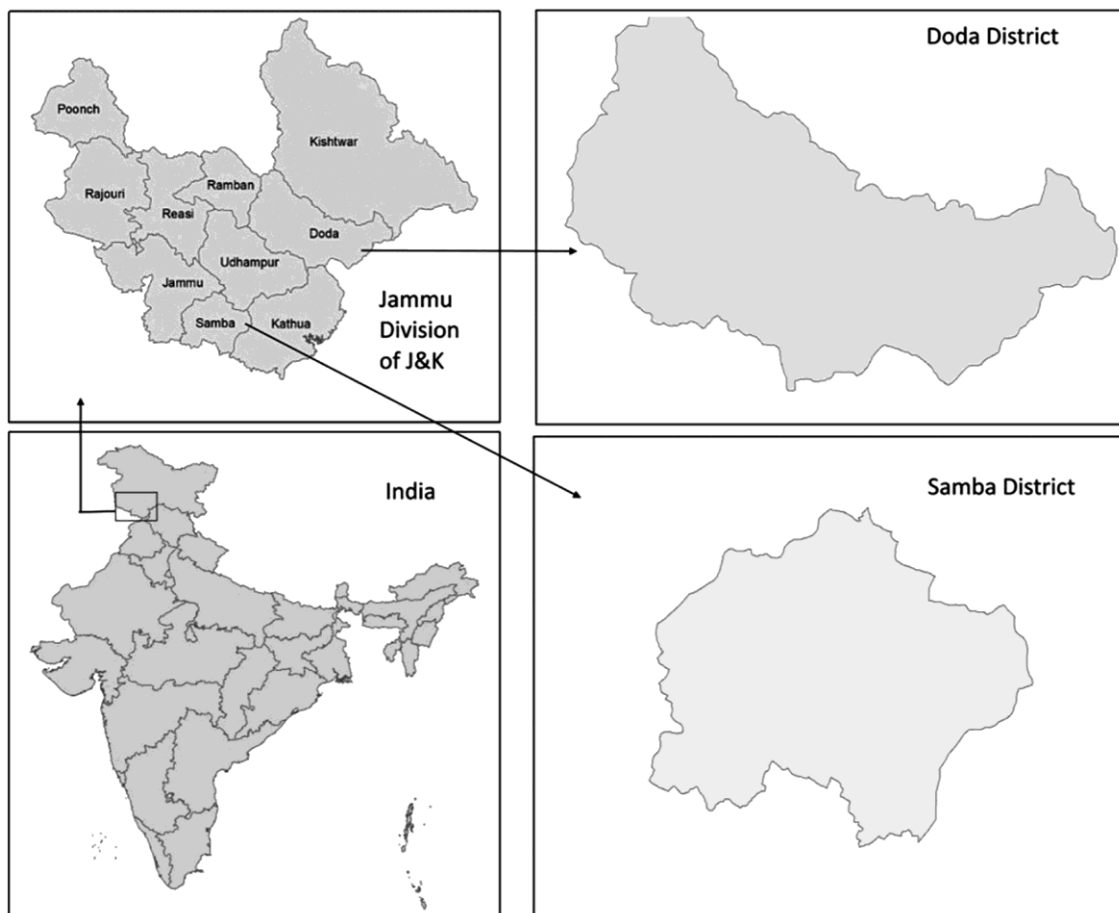 Poonch
Kishtwar
Rajouri
Reasi
Ramban
Doda
Udhampur
Jammu
Samba
Kathua
Jammu
Division
of J&K
Doda District
India
Samba District